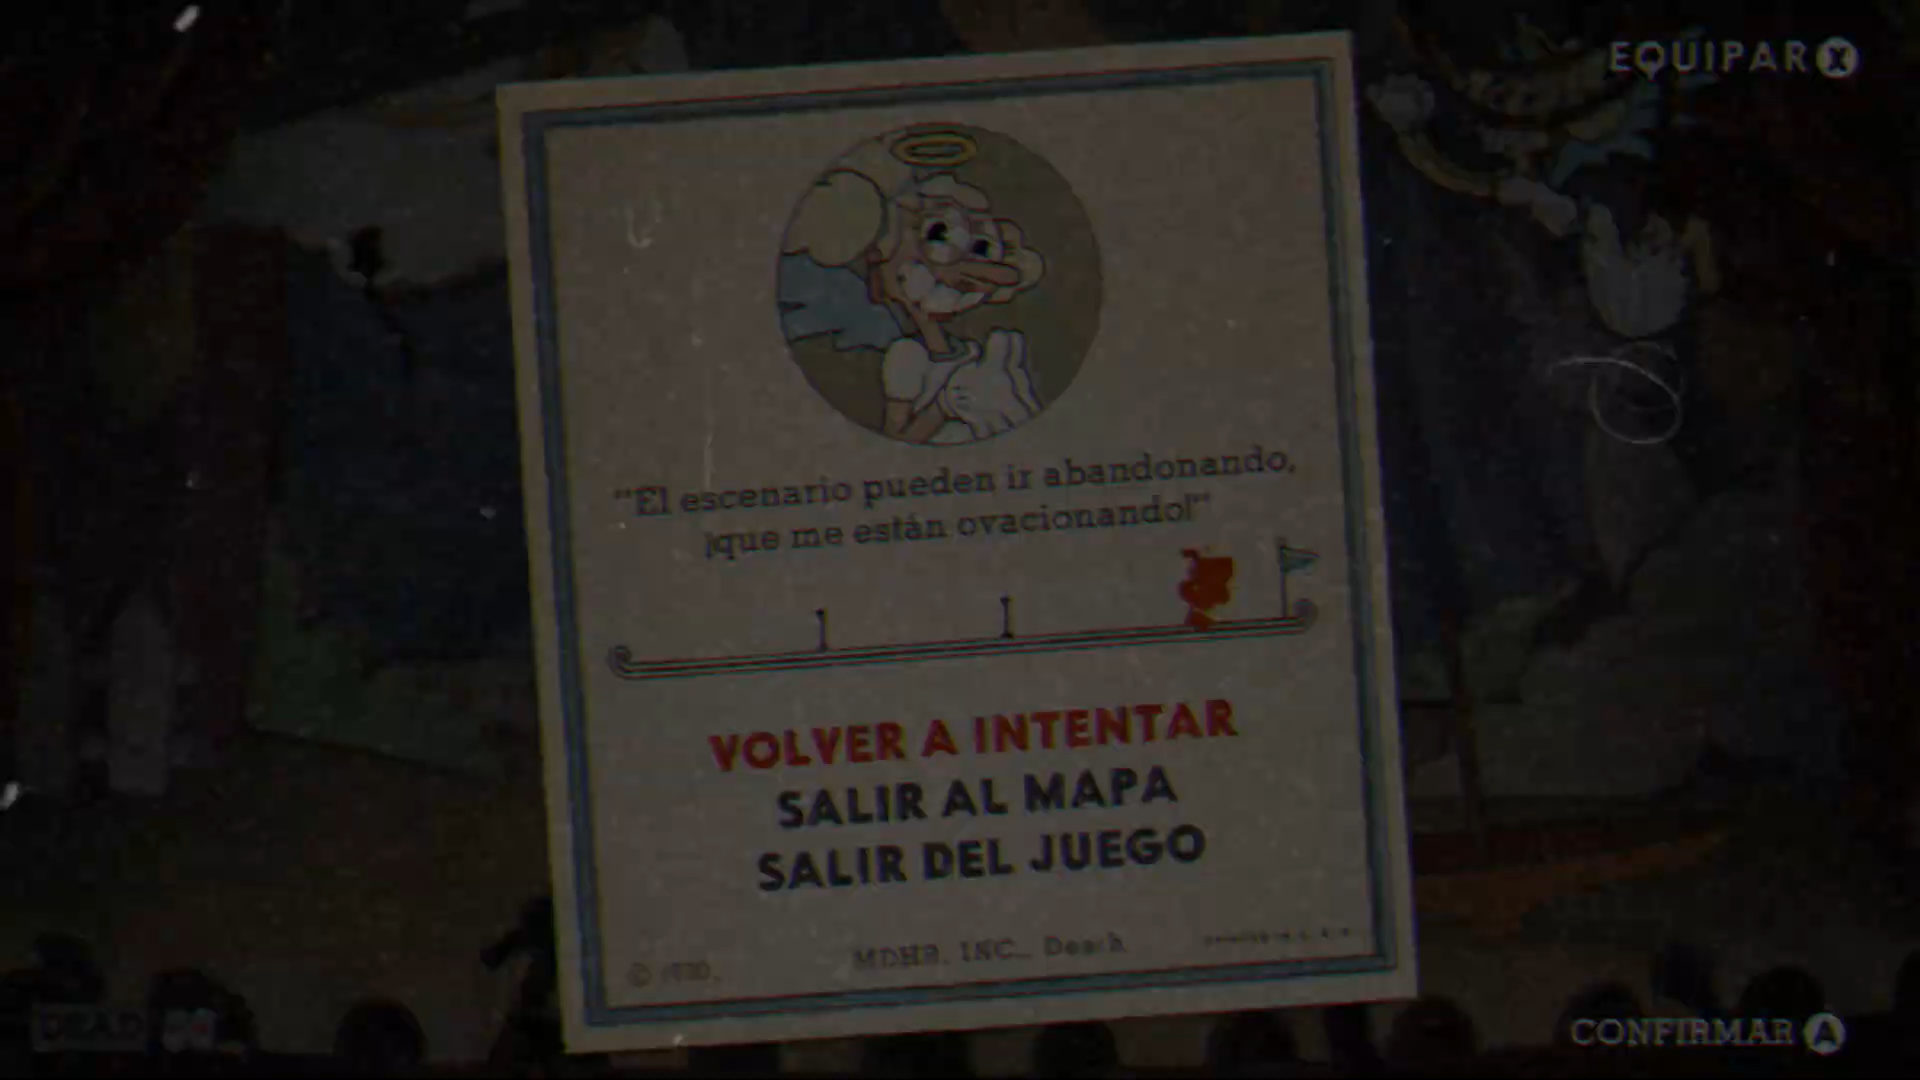 EQUIPAR X
"El escenario pueden ir abandonando,
¡que me están ovacionando!"
VOLVER A INTENTAR
SALIR AL MAPA
SALIR DEL JUEGO
MDHR, INC.,
DEAD
CONFIRMAR A